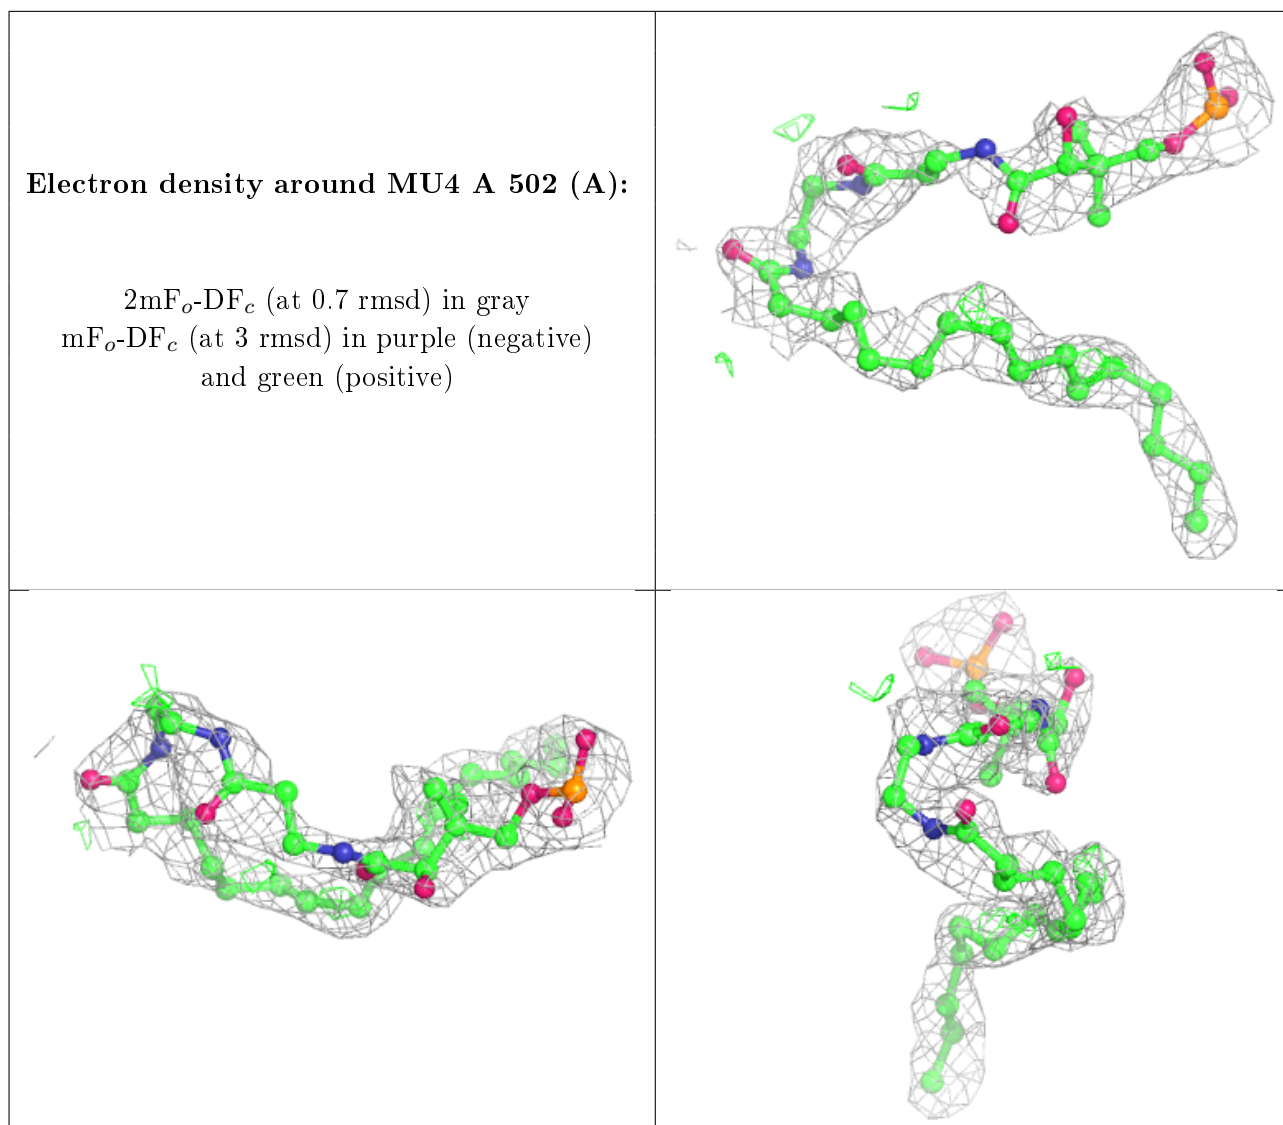 Electron density around MU4 A 502 (A):
2mFₒ-DF𝒸 (at 0.7 rmsd) in gray
mFₒ-DF𝒸 (at 3 rmsd) in purple (negative)
and green (positive)